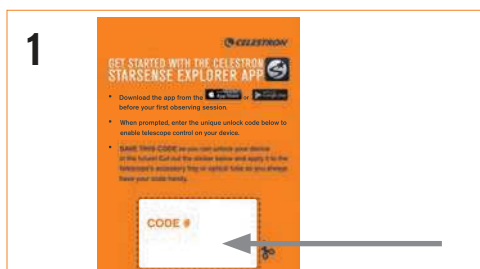 1
CELESTRON
GET STARTED WITH THE CELESTRON
STARSENSE EXPLORER APP
• Download the app from the App Store or Google Play
before your first observing session.
• When prompted, enter the unique unlock code below to
enable telescope control on your device.
• SAVE THIS CODE so you can unlock your device
in the future! Cut out the sticker below and apply it to the
telescope's accessory tray or optical tube so you always
have your code handy.
CODE #